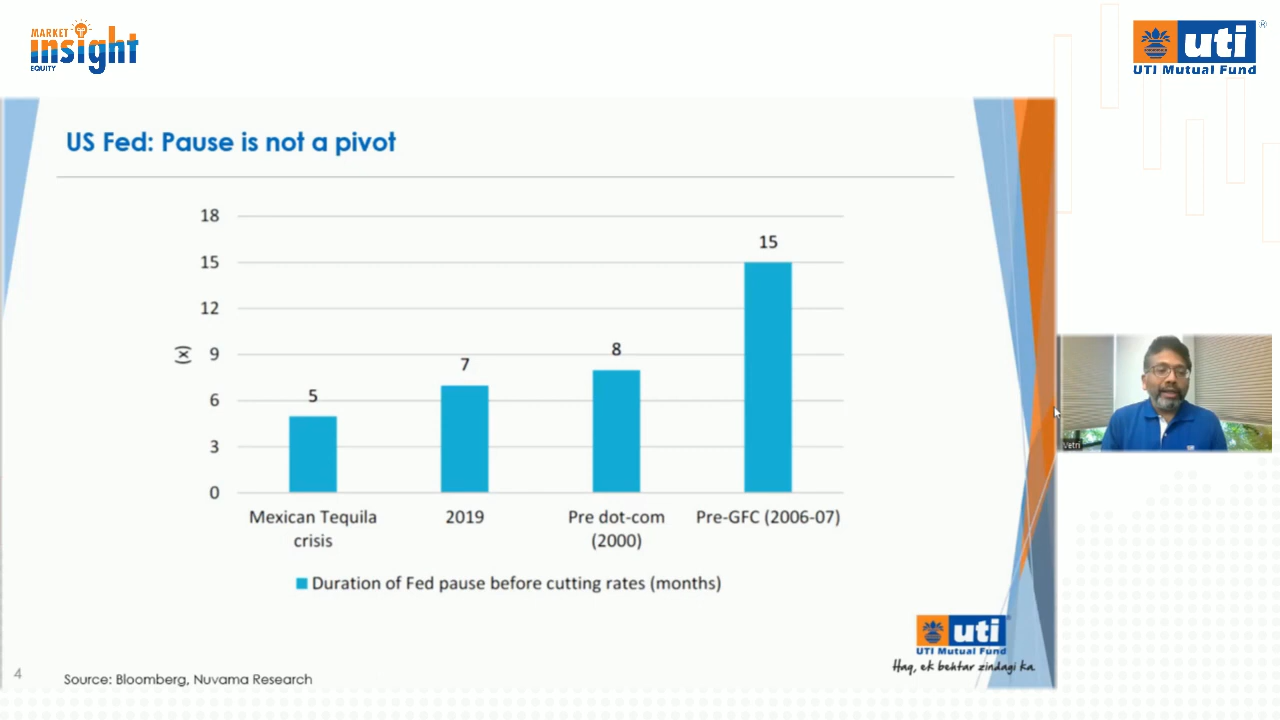 MARKET
insight
EQUITY
uti
®
UTI Mutual Fund
US Fed: Pause is not a pivot
18
15
12
9
6
3
0
(x)
5
7
8
15
Mexican Tequila
crisis
2019
Pre dot-com
(2000)
Pre-GFC (2006-07)
Duration of Fed pause before cutting rates (months)
uti
UTI Mutual Fund
Haq, ek behtar zindagi ka.
4
Source: Bloomberg, Nuvama Research
Vetri